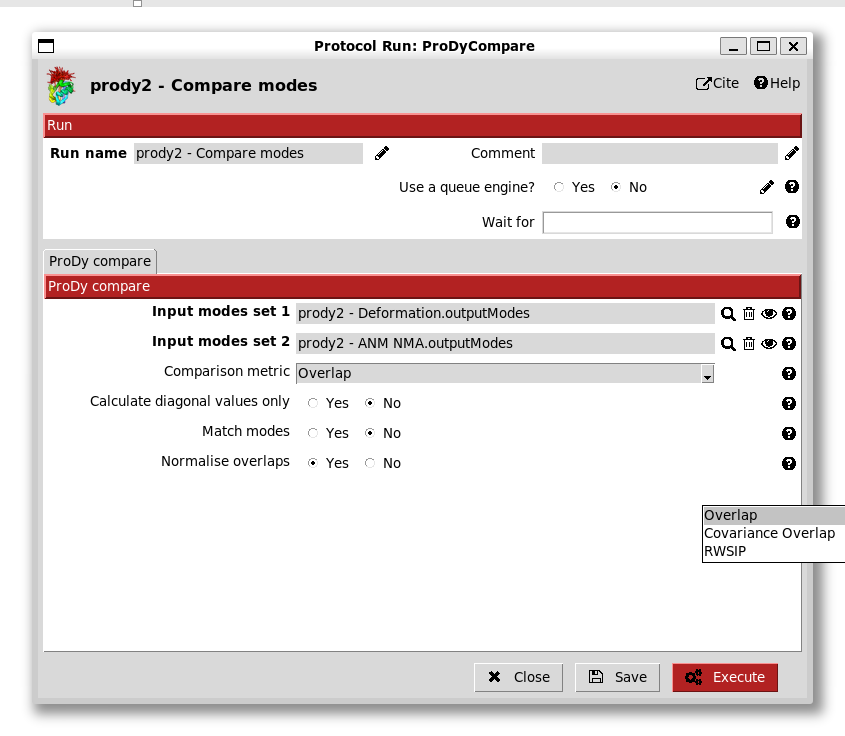 Protocol Run: ProDyCompare
prody2 - Compare modes Cite Help
Run
Run name prody2 - Compare modes Comment
Use a queue engine? Yes No
Wait for
ProDy compare
ProDy compare
Input modes set 1 prody2 - Deformation.outputModes
Input modes set 2 prody2 - ANM NMA.outputModes
Comparison metric Overlap
Calculate diagonal values only Yes No
Match modes Yes No
Normalise overlaps Yes No
Overlap
Covariance Overlap
RWSIP
Close Save Execute